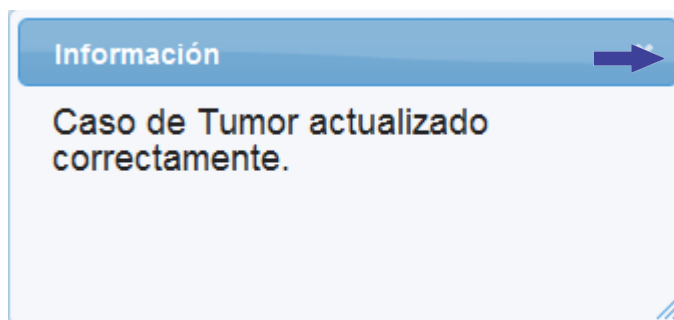 Información
Caso de Tumor actualizado
correctamente.